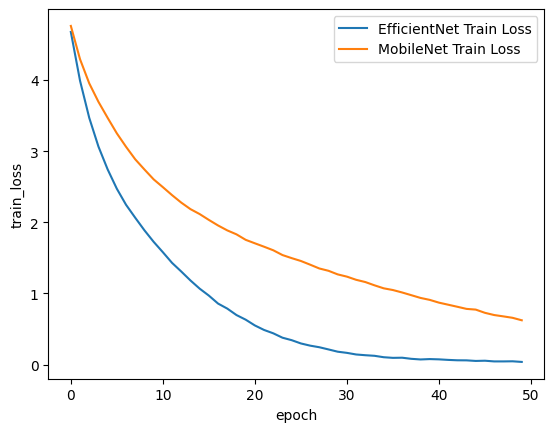 EfficientNet Train Loss
MobileNet Train Loss
4
3
2
1
0
train_loss
0 10 20 30 40 50
epoch